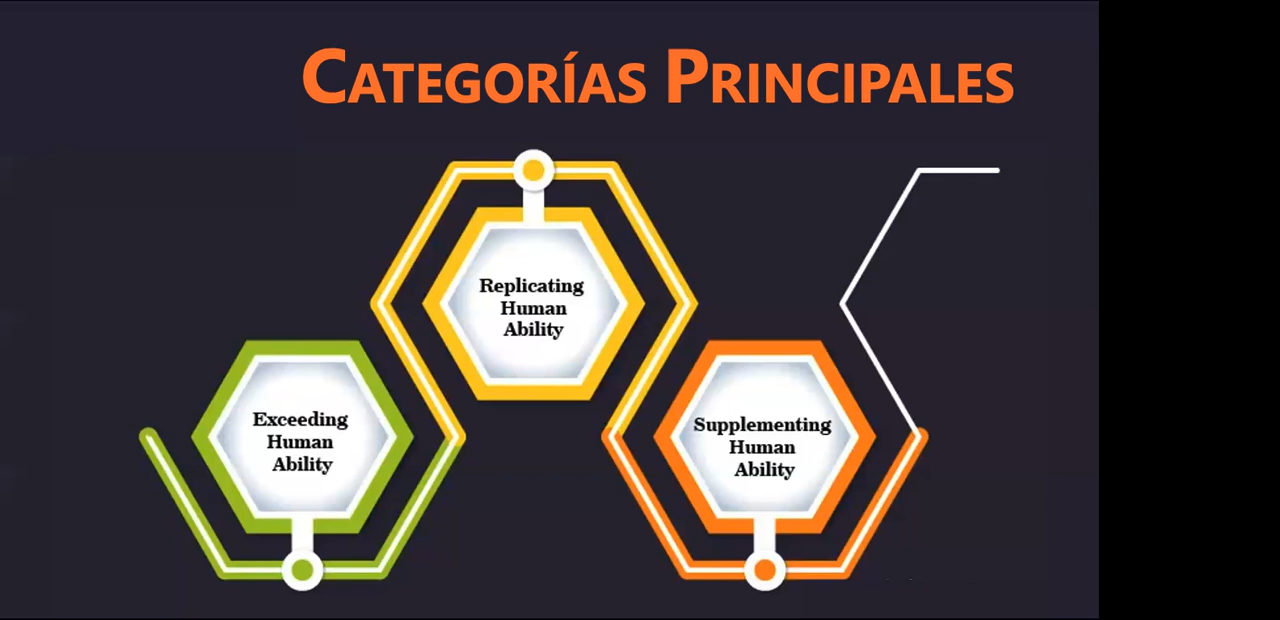 CATEGORÍAS PRINCIPALES
Exceeding
Human
Ability
Replicating
Human
Ability
Supplementing
Human
Ability